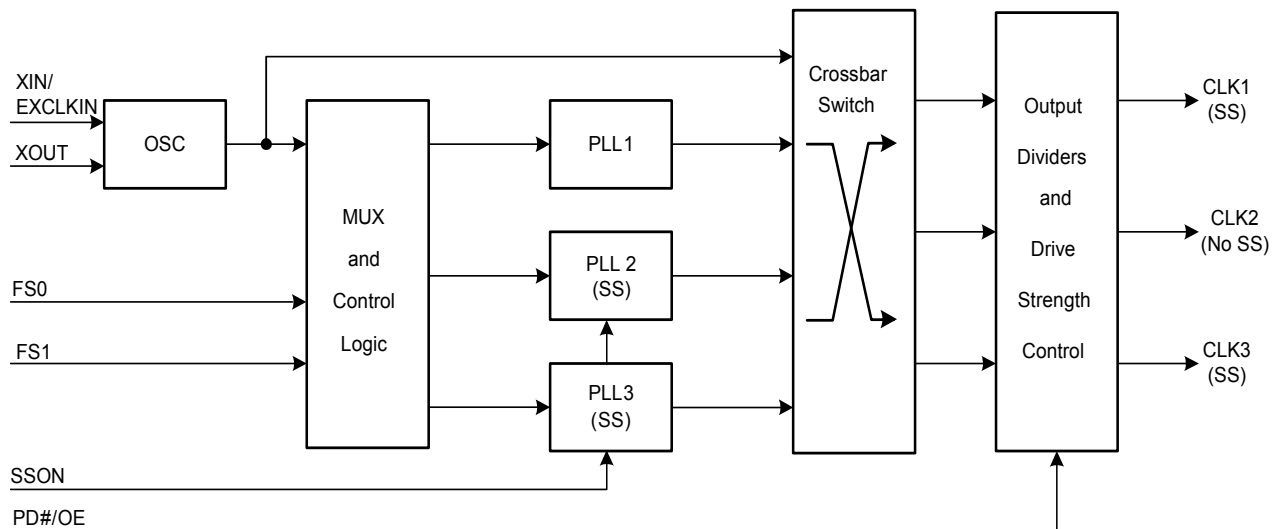 XIN/
EXCLKIN
XOUT
OSC
FS0
FS1
SSON
PD#/OE
MUX
and
Control
Logic
PLL1
PLL 2
(SS)
PLL3
(SS)
Crossbar
Switch
Output
Dividers
and
Drive
Strength
Control
CLK1
(SS)
CLK2
(No SS)
CLK3
(SS)